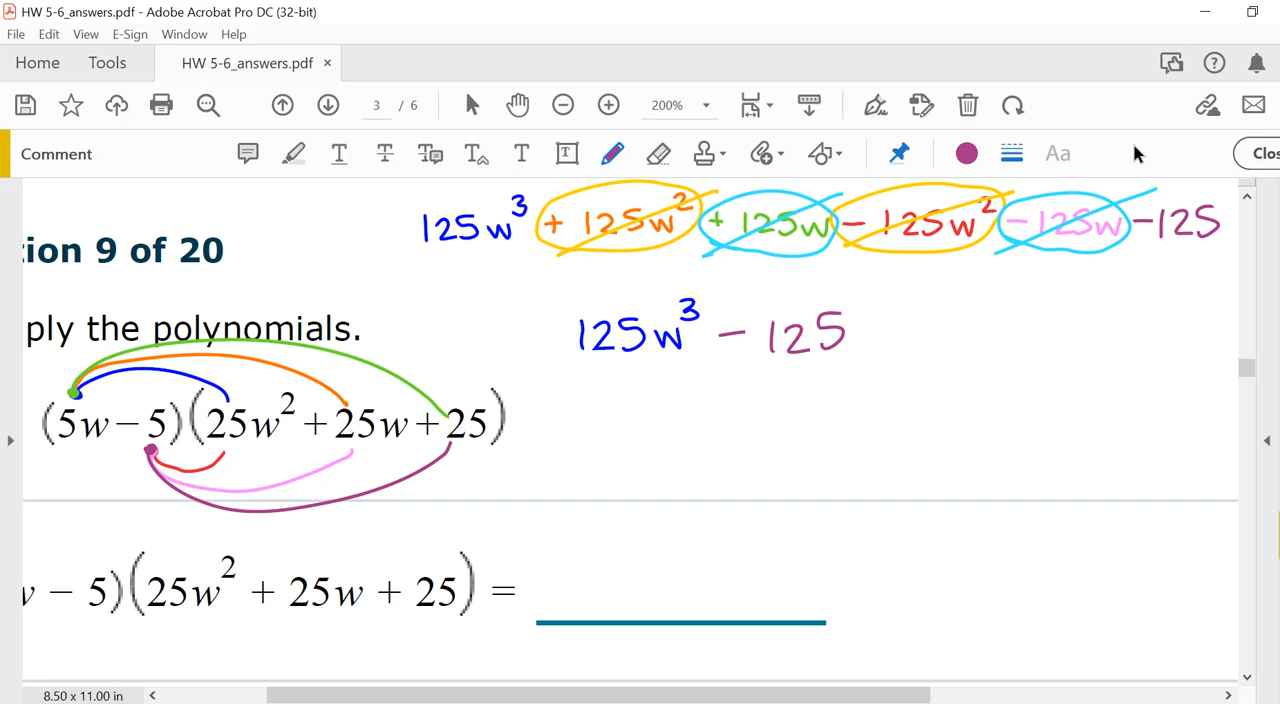 HW 5-6_answers.pdf - Adobe Acrobat Pro DC (32-bit)
File Edit View E-Sign Window Help
Home Tools HW 5-6_answers.pdf ×
3 / 6 200%
Comment Aa Clos
125w³ + 125w² + 125w - 125w² - 125w - 125
tion 9 of 20
ply the polynomials.
125w³ - 125
(5w-5)(25w²+25w+25)
w - 5)(25w² + 25w + 25) =
8.50 x 11.00 in